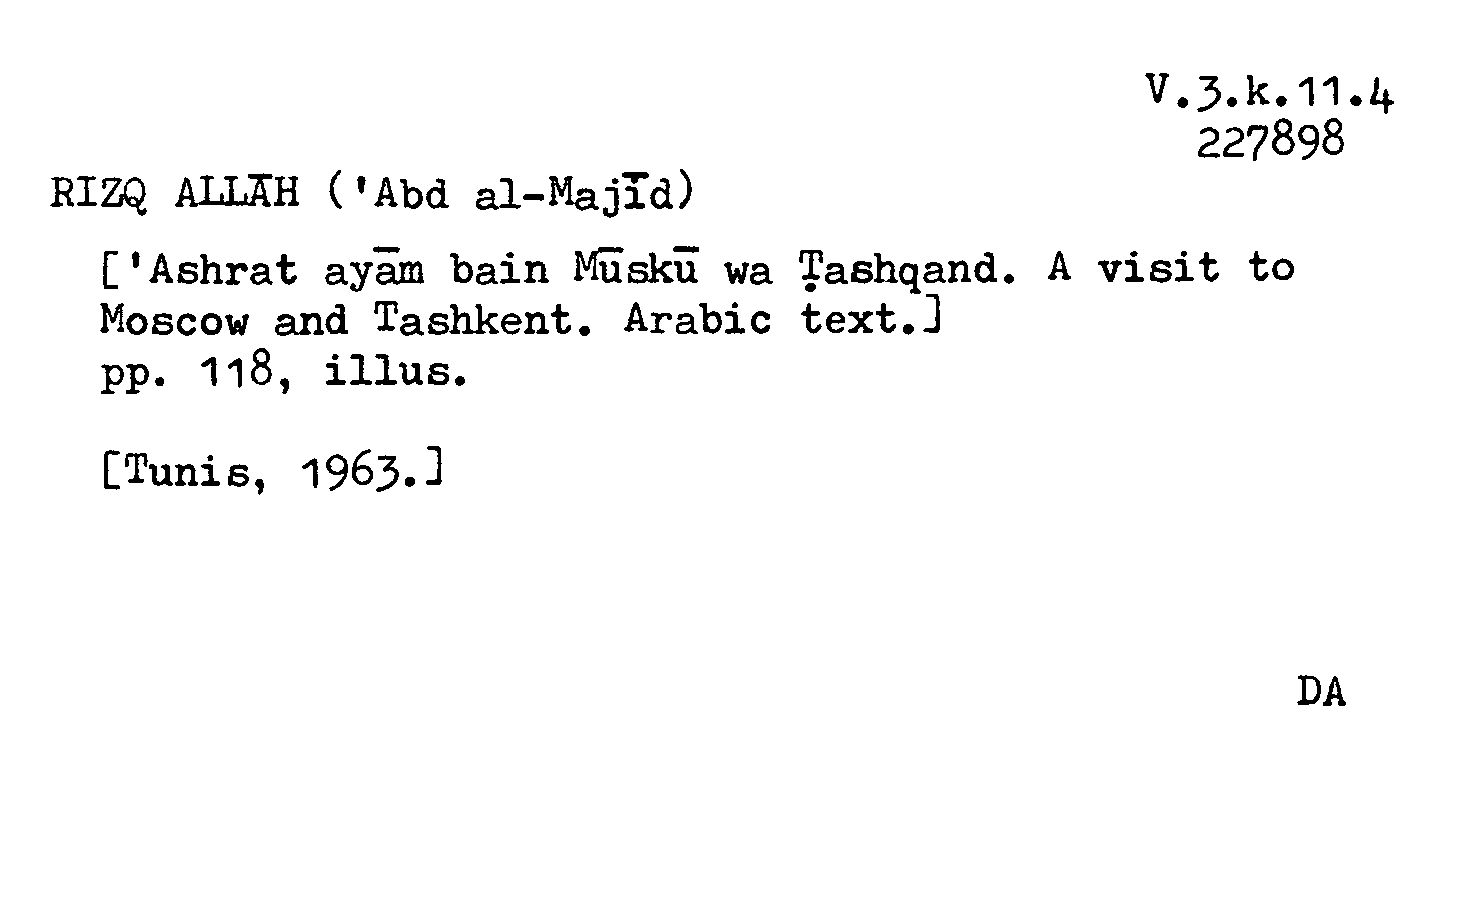 V.3.k.11.4
227898
RIZQ ALLĀH ('Abd al-Majīd)
['Ashrat ayām bain Mūskū wa Ṭashqand. A visit to
Moscow and Tashkent. Arabic text.]
pp. 118, illus.
[Tunis, 1963.]
DA